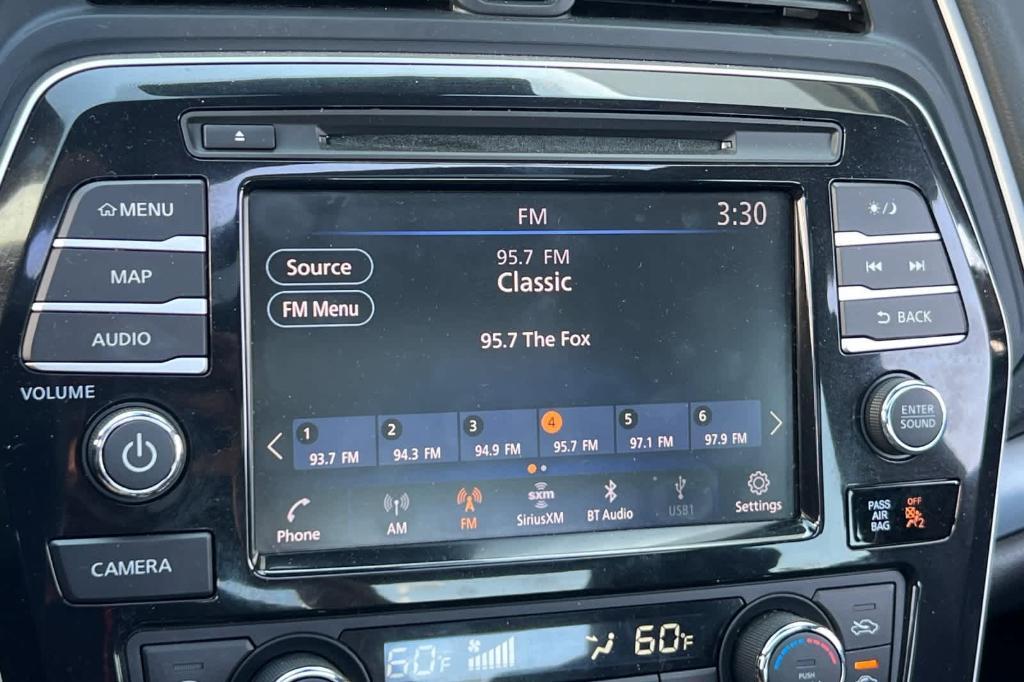 MENU
MAP
AUDIO
VOLUME
CAMERA
FM 3:30
Source
FM Menu
95.7 FM
Classic
95.7 The Fox
1 2 3 4 5 6
93.7 FM 94.3 FM 94.9 FM 95.7 FM 97.1 FM 97.9 FM
sxm
Phone AM FM SiriusXM BT Audio USB1 Settings
BACK
ENTER
SOUND
PASS
AIR
BAG
OFF
2
60°F 60°F
PUSH